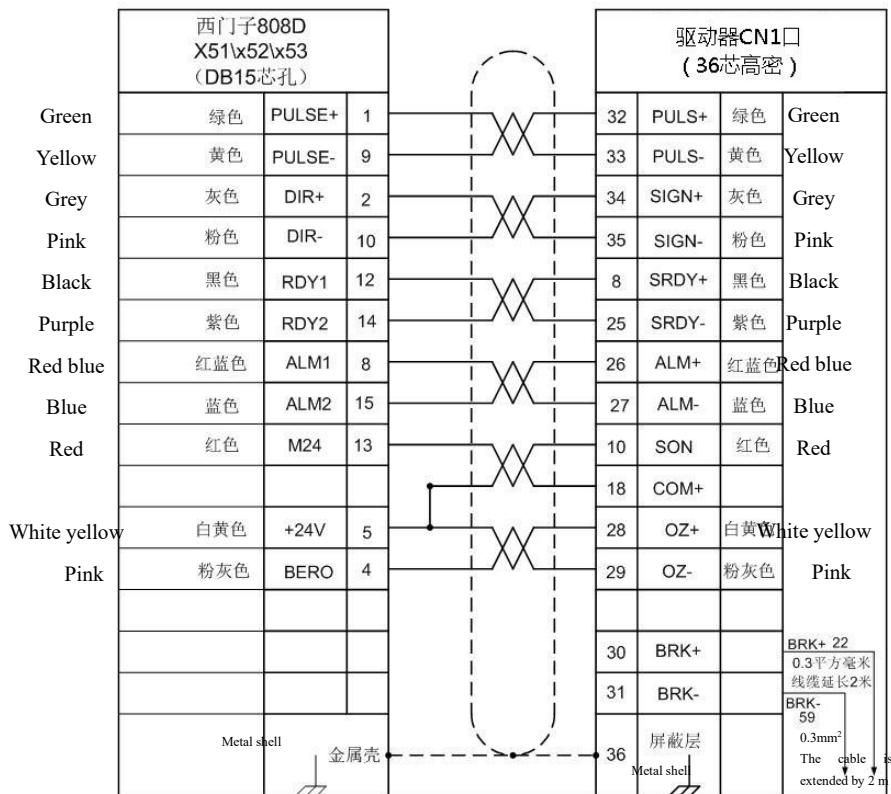 西门子808D
X51\x52\x53
（DB15芯孔）
驱动器CN1口
（36芯高密）
Green 绿色 PULSE+ 1 32 PULS+ 绿色 Green
Yellow 黄色 PULSE- 9 33 PULS- 黄色 Yellow
Grey 灰色 DIR+ 2 34 SIGN+ 灰色 Grey
Pink 粉色 DIR- 10 35 SIGN- 粉色 Pink
Black 黑色 RDY1 12 8 SRDY+ 黑色 Black
Purple 紫色 RDY2 14 25 SRDY- 紫色 Purple
Red blue 红蓝色 ALM1 8 26 ALM+ 红蓝色 Red blue
Blue 蓝色 ALM2 15 27 ALM- 蓝色 Blue
Red 红色 M24 13 10 SON 红色 Red
18 COM+
White yellow 白黄色 +24V 5 28 OZ+ 白黄色 White yellow
Pink 粉灰色 BERO 4 29 OZ- 粉灰色 Pink
30 BRK+
31 BRK-
BRK+ 22
0.3平方毫米
线缆延长2米
BRK-
59
0.3mm²
The cable is
extended by 2 m
Metal shell
金属壳
36 屏蔽层
Metal shell